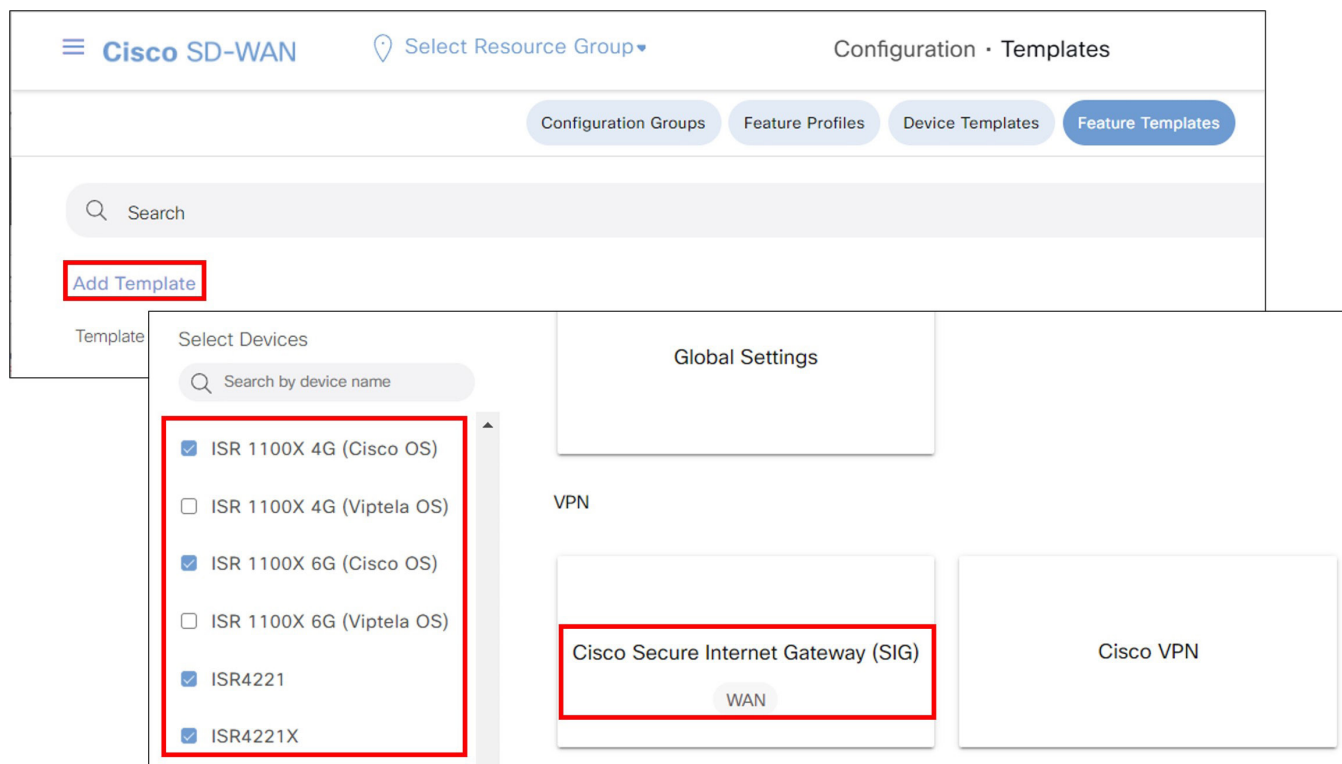 Cisco SD-WAN
Select Resource Group
Configuration · Templates
Configuration Groups
Feature Profiles
Device Templates
Feature Templates
Search
Add Template
Template
Select Devices
Search by device name
ISR 1100X 4G (Cisco OS)
ISR 1100X 4G (Viptela OS)
ISR 1100X 6G (Cisco OS)
ISR 1100X 6G (Viptela OS)
ISR4221
ISR4221X
Global Settings
VPN
Cisco Secure Internet Gateway (SIG)
WAN
Cisco VPN